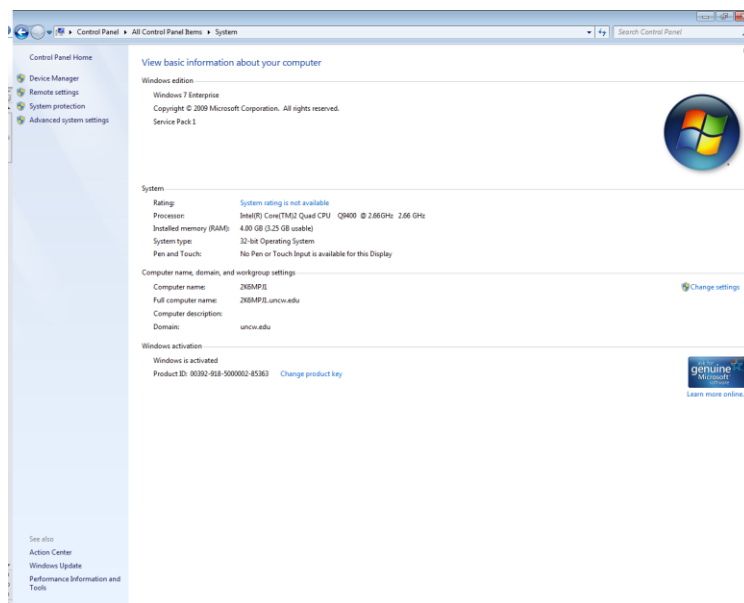 Control Panel ▸ All Control Panel Items ▸ System
Search Control Panel
Control Panel Home
Device Manager
Remote settings
System protection
Advanced system settings
View basic information about your computer
Windows edition
Windows 7 Enterprise
Copyright © 2009 Microsoft Corporation. All rights reserved.
Service Pack 1
System
Rating: System rating is not available
Processor: Intel(R) Core(TM)2 Quad CPU Q9400 @ 2.66GHz 2.66 GHz
Installed memory (RAM): 4.00 GB (3.25 GB usable)
System type: 32-bit Operating System
Pen and Touch: No Pen or Touch Input is available for this Display
Computer name, domain, and workgroup settings
Computer name: 2K6MPJ1
Change settings
Full computer name: 2K6MPJ1.uncw.edu
Computer description:
Domain: uncw.edu
Windows activation
Windows is activated
Product ID: 00392-918-5000002-85363 Change product key
ask for
genuine
Microsoft
software
Learn more online.
See also
Action Center
Windows Update
Performance Information and
Tools